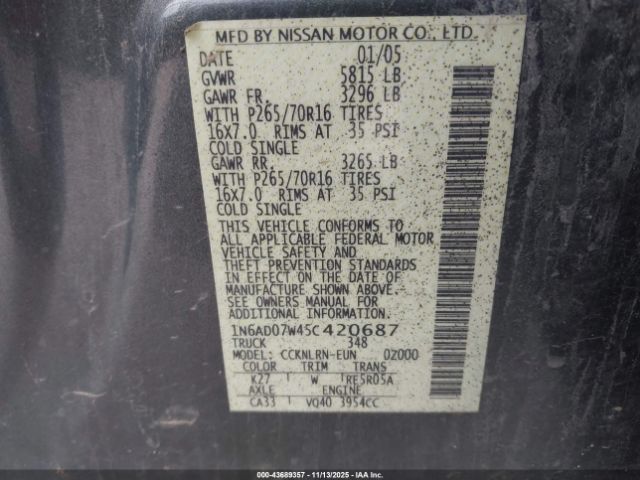 MFD BY NISSAN MOTOR CO., LTD.
DATE 01/05
GVWR 5815 LB
GAWR FR. 3296 LB
WITH P265/70R16 TIRES
16X7.0 RIMS AT 35 PSI
COLD SINGLE
GAWR RR. 3265 LB
WITH P265/70R16 TIRES
16X7.0 RIMS AT 35 PSI
COLD SINGLE
THIS VEHICLE CONFORMS TO
ALL APPLICABLE FEDERAL MOTOR
VEHICLE SAFETY AND
THEFT PREVENTION STANDARDS
IN EFFECT ON THE DATE OF
MANUFACTURE SHOWN ABOVE.
SEE OWNERS MANUAL FOR
ADDITIONAL INFORMATION
1N6AD07W45C420687
TRUCK 348
MODEL: CCKNLRN-EUN 02000
COLOR TRIM TRANS
K27 W RE5R05A
AXLE ENGINE
CA33 VQ40 3954CC
000-43689357 | 11/13/2025 - IAA, Inc.